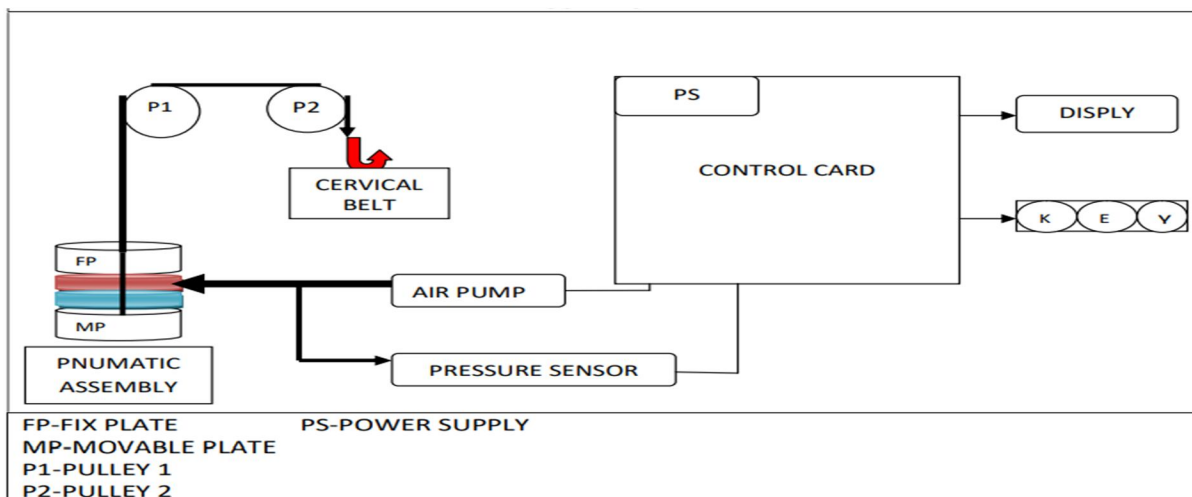 P1
P2
PS
DISPLY
CONTROL CARD
CERVICAL
BELT
K E Y
FP
AIR PUMP
MP
PNUMATIC
ASSEMBLY
PRESSURE SENSOR
FP-FIX PLATE PS-POWER SUPPLY
MP-MOVABLE PLATE
P1-PULLEY 1
P2-PULLEY 2